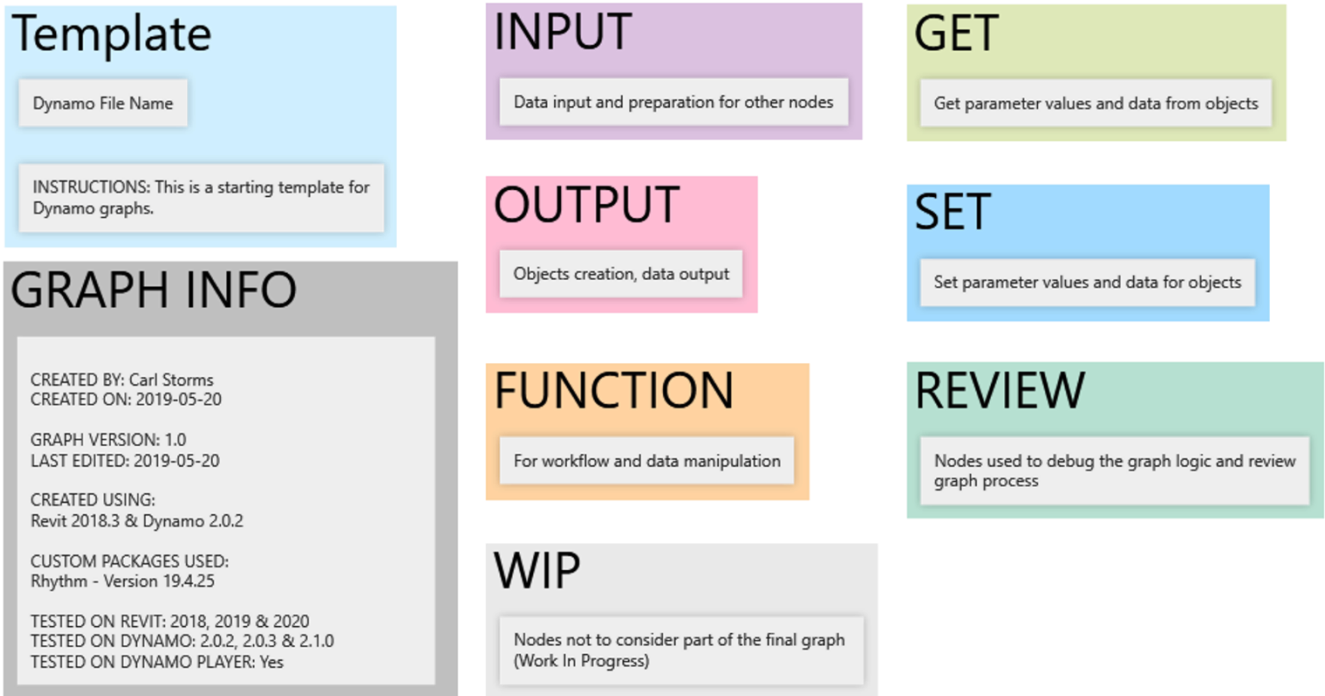 Template
Dynamo File Name
INSTRUCTIONS: This is a starting template for
Dynamo graphs.
GRAPH INFO
CREATED BY: Carl Storms
CREATED ON: 2019-05-20
GRAPH VERSION: 1.0
LAST EDITED: 2019-05-20
CREATED USING:
Revit 2018.3 & Dynamo 2.0.2
CUSTOM PACKAGES USED:
Rhythm - Version 19.4.25
TESTED ON REVIT: 2018, 2019 & 2020
TESTED ON DYNAMO: 2.0.2, 2.0.3 & 2.1.0
TESTED ON DYNAMO PLAYER: Yes
INPUT
Data input and preparation for other nodes
OUTPUT
Objects creation, data output
FUNCTION
For workflow and data manipulation
WIP
Nodes not to consider part of the final graph
(Work In Progress)
GET
Get parameter values and data from objects
SET
Set parameter values and data for objects
REVIEW
Nodes used to debug the graph logic and review
graph process